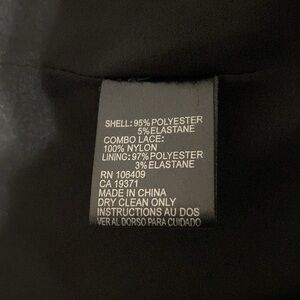 SHELL: 95% POLYESTER
5% ELASTANE
COMBO LACE:
100% NYLON
LINING: 97% POLYESTER
3% ELASTANE
RN 106409
CA 19371
MADE IN CHINA
DRY CLEAN ONLY
INSTRUCTIONS AU DOS
VER AL DORSO PARA CUIDADO